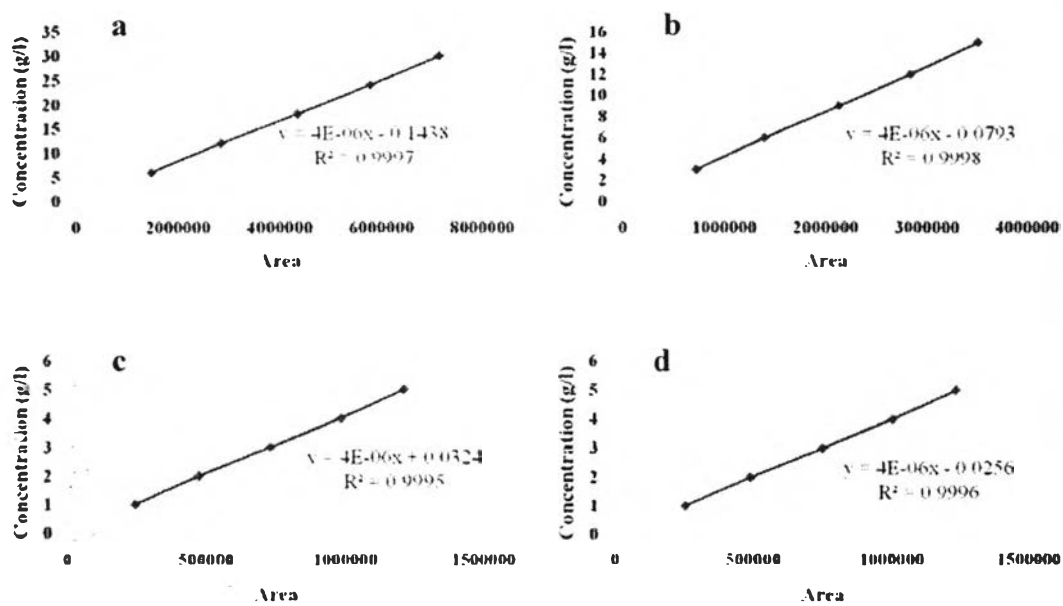 a
Concentration (g/l)
35
30
25
20
15
10
5
0
y = 4E-06x - 0.1438
R² = 0.9997
0 2000000 4000000 6000000 8000000
Area
b
Concentration (g/l)
16
14
12
10
8
6
4
2
0
y = 4E-06x - 0.0793
R² = 0.9998
0 1000000 2000000 3000000 4000000
Area
c
Concentration (g/l)
6
5
4
3
2
1
0
y = 4E-06x + 0.0324
R² = 0.9995
0 500000 1000000 1500000
Area
d
Concentration (g/l)
6
5
4
3
2
1
0
y = 4E-06x - 0.0256
R² = 0.9996
0 500000 1000000 1500000
Area